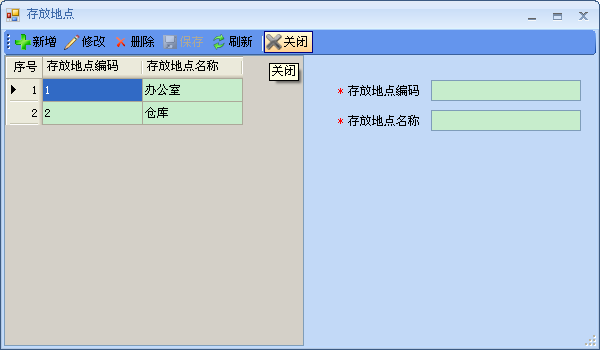 存放地点
新增 修改 删除 保存 刷新 关闭
序号 存放地点编码 存放地点名称
关闭
1 1 办公室
2 2 仓库
* 存放地点编码
* 存放地点名称